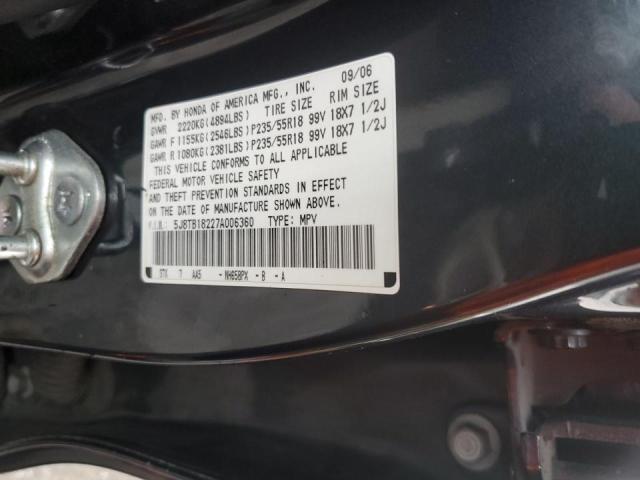 MFD. BY HONDA OF AMERICA MFG., INC. 09/06
GVWR 2220KG(4894LBS) TIRE SIZE RIM SIZE
GAWR F 1155KG(2546LBS)P235/55R18 99V 18X7 1/2J
GAWR R 1080KG(2381LBS)P235/55R18 99V 18X7 1/2J
THIS VEHICLE CONFORMS TO ALL APPLICABLE
FEDERAL MOTOR VEHICLE SAFETY
AND THEFT PREVENTION STANDARDS IN EFFECT
ON THE DATE OF MANUFACTURE SHOWN ABOVE.
V.I.N.: 5J8TB18227A006360 TYPE: MPV
STK 7 AA5 -NH658PX -B -A